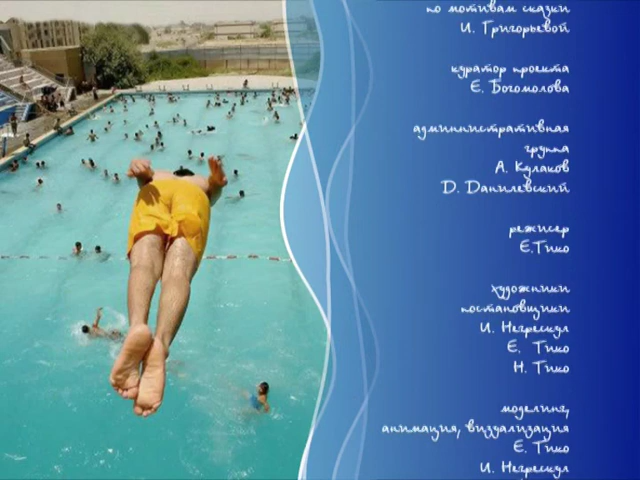 по мотивам сказки
И. Григорьевой
куратор проекта
Е. Богомолова
административная
группа
А. Кулаков
Д. Данилевский
режисер
Е.Тико
художники
постановщики
И. Негрескул
Е. Тико
Н. Тико
моделинг,
анимация, визуализация
Е. Тико
И. Негрескул